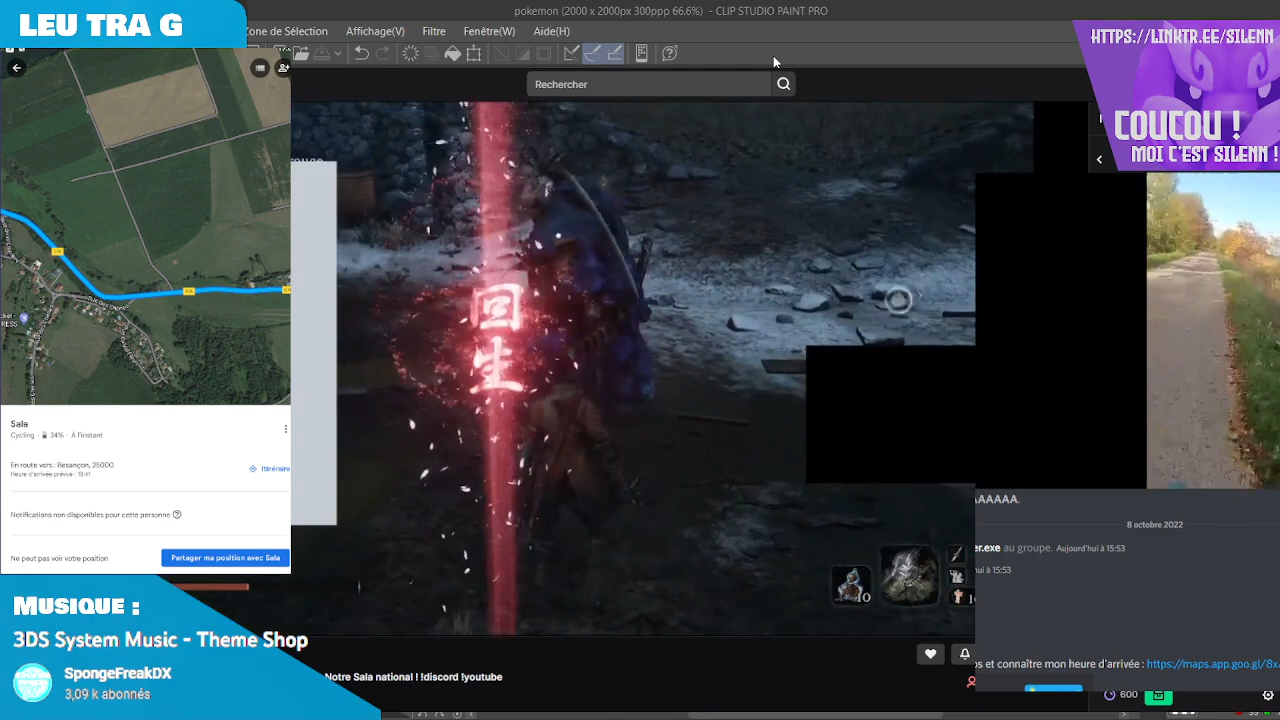 pokemon (2000 x 2000px 300ppp 66.6%) - CLIP STUDIO PAINT PRO
LEU TRA G
Zone de Sélection
Affichage(V)
Filtre
Fenêtre(W)
Aide(H)
HTTPS://LINKTR.EE/SILENN
Rechercher
COUCOU !
MOI C'EST SILENN !
rouge
回
生
Sala
Cycling · 34% · À l'instant
En route vers : Besançon, 25000
Itinéraire
Heure d'arrivée prévue : 18:41
Notifications non disponibles pour cette personne
Ne peut pas voir votre position
Partager ma position avec Sala
AAAAAA.
8 octobre 2022
er.exe au groupe. Aujourd'hui à 15:53
hui à 15:53
10
Musique :
3DS System Music - Theme Shop
SpongeFreakDX
3,09 k abonnés
Notre Sala national ! !discord !youtube
s et connaître mon heure d'arrivée : https://maps.app.goo.gl/8x
600